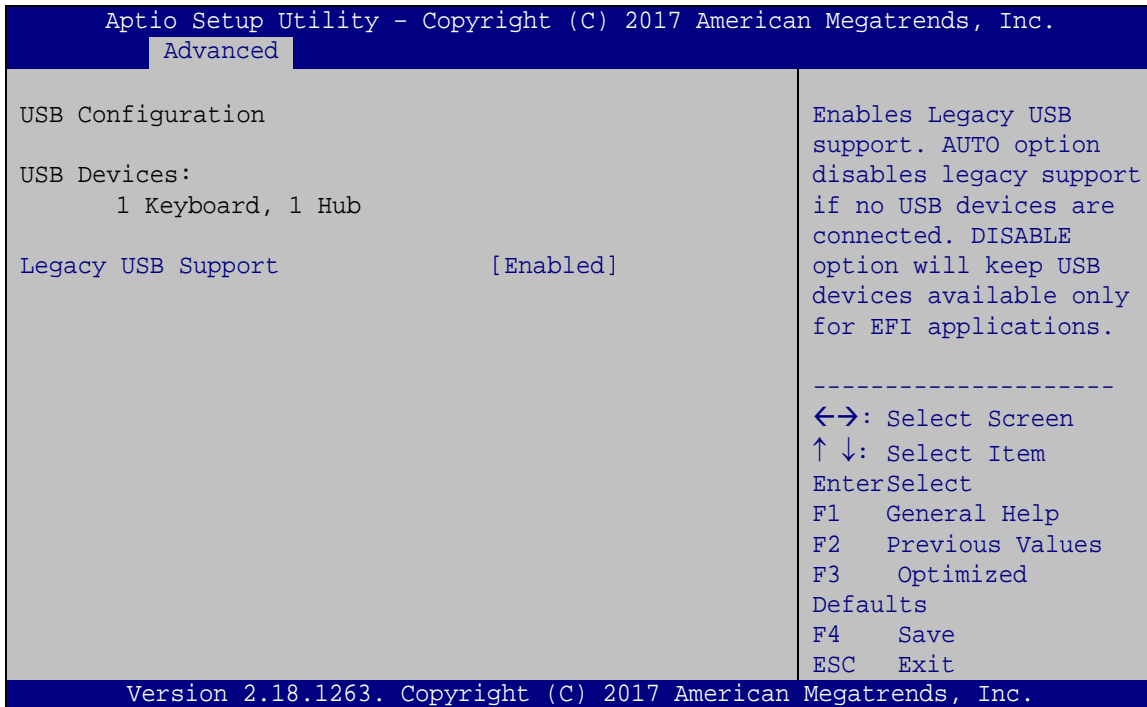 Aptio Setup Utility – Copyright (C) 2017 American Megatrends, Inc.
Advanced
USB Configuration
USB Devices:
1 Keyboard, 1 Hub
Legacy USB Support [Enabled]
Enables Legacy USB
support. AUTO option
disables legacy support
if no USB devices are
connected. DISABLE
option will keep USB
devices available only
for EFI applications.
---------------------
←→: Select Screen
↑ ↓: Select Item
EnterSelect
F1 General Help
F2 Previous Values
F3 Optimized
Defaults
F4 Save
ESC Exit
Version 2.18.1263. Copyright (C) 2017 American Megatrends, Inc.